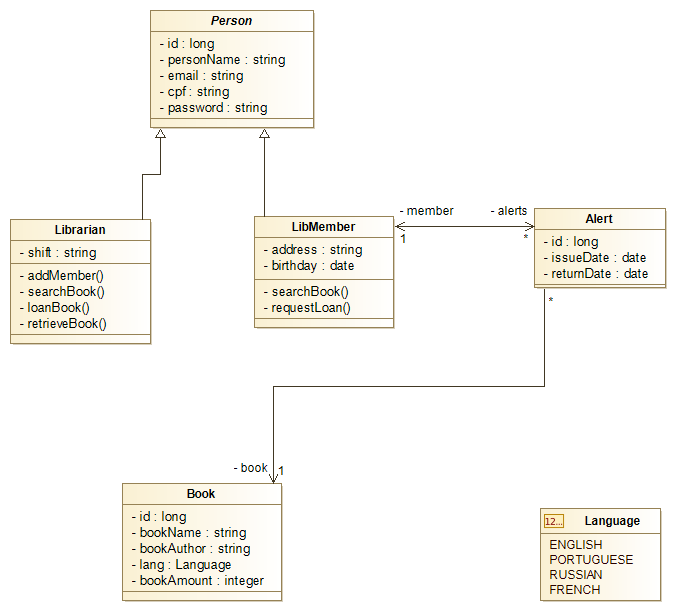 Person
- id : long
- personName : string
- email : string
- cpf : string
- password : string
Librarian
- shift : string
- addMember()
- searchBook()
- loanBook()
- retrieveBook()
LibMember
- address : string
- birthday : date
- searchBook()
- requestLoan()
- member
1
- alerts
*
Alert
- id : long
- issueDate : date
- returnDate : date
*
- book
1
Book
- id : long
- bookName : string
- bookAuthor : string
- lang : Language
- bookAmount : integer
12... Language
ENGLISH
PORTUGUESE
RUSSIAN
FRENCH